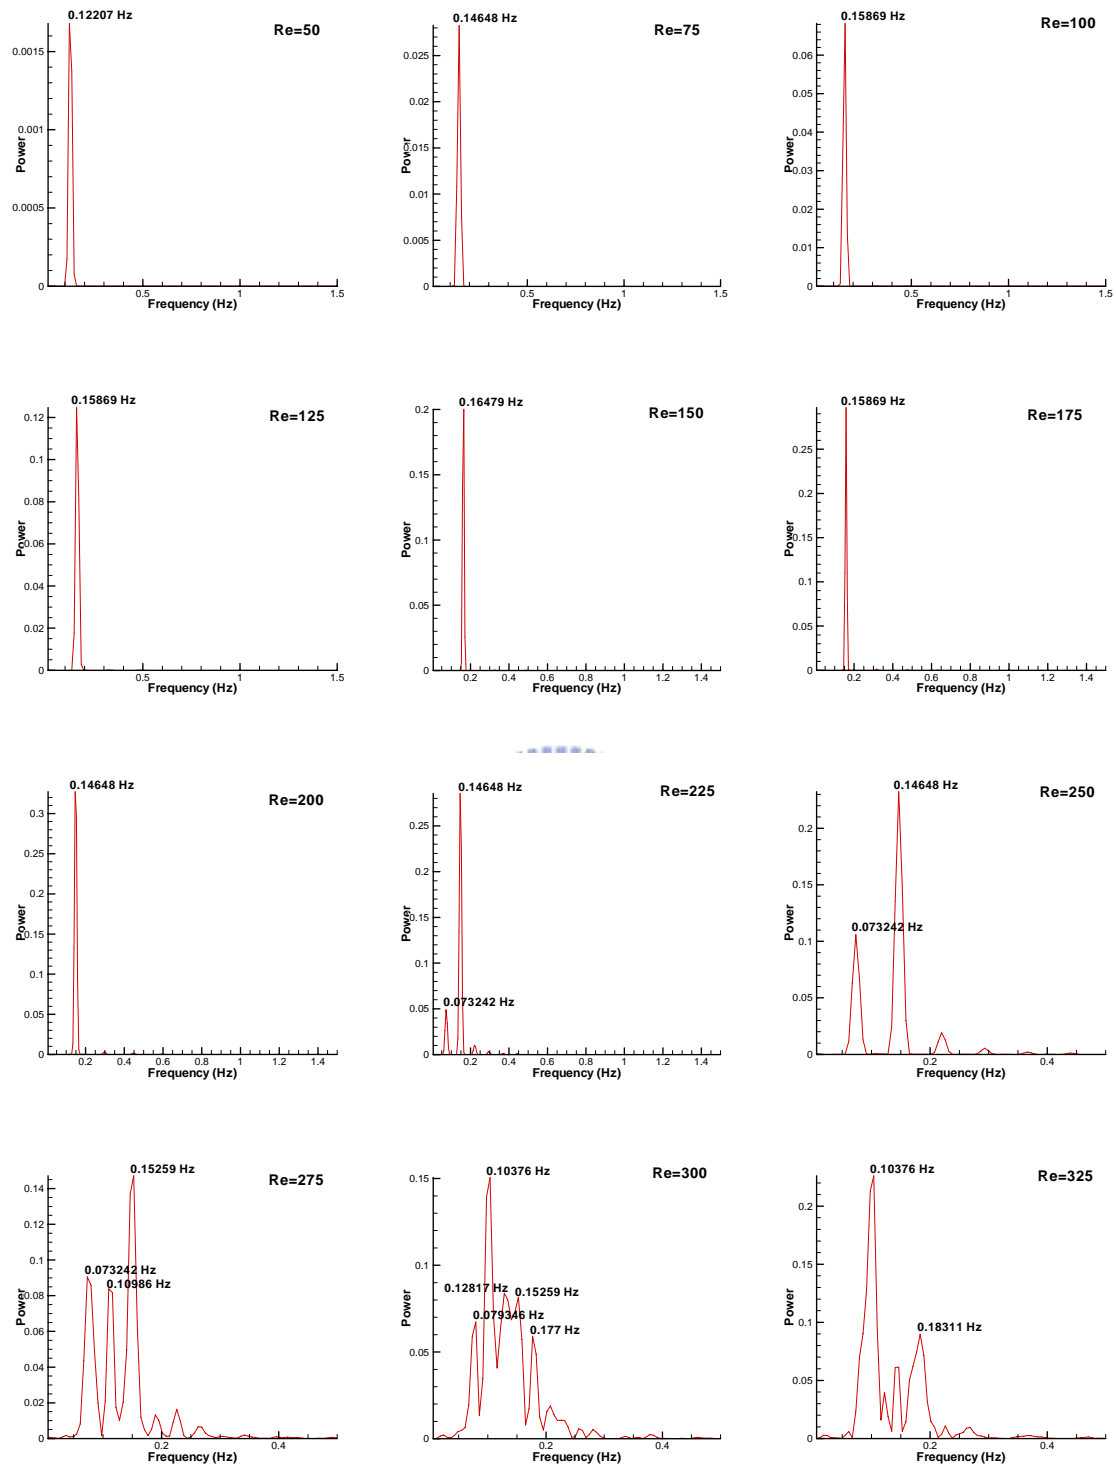 0.12207 Hz
Re=50
0.0015
0.001
0.0005
0
Power
0.5
1
1.5
Frequency (Hz)
0.14648 Hz
Re=75
0.025
0.02
0.015
0.01
0.005
0
Power
0.5
1
1.5
Frequency (Hz)
0.15869 Hz
Re=100
0.06
0.05
0.04
0.03
0.02
0.01
0
Power
0.5
1
1.5
Frequency (Hz)
0.15869 Hz
Re=125
0.12
0.1
0.08
0.06
0.04
0.02
0
Power
0.5
1
1.5
Frequency (Hz)
0.16479 Hz
Re=150
0.2
0.15
0.1
0.05
0
Power
0.2 0.4 0.6 0.8 1 1.2 1.4
Frequency (Hz)
0.15869 Hz
Re=175
0.25
0.2
0.15
0.1
0.05
0
Power
0.2 0.4 0.6 0.8 1 1.2 1.4
Frequency (Hz)
0.14648 Hz
Re=200
0.3
0.25
0.2
0.15
0.1
0.05
0
Power
0.2 0.4 0.6 0.8 1 1.2 1.4
Frequency (Hz)
0.14648 Hz
Re=225
0.25
0.2
0.15
0.1
0.05
0
0.073242 Hz
Power
0.2 0.4 0.6 0.8 1 1.2 1.4
Frequency (Hz)
0.14648 Hz
Re=250
0.2
0.15
0.1
0.05
0
0.073242 Hz
Power
0.2
0.4
Frequency (Hz)
0.15259 Hz
Re=275
0.14
0.12
0.1
0.08
0.06
0.04
0.02
0
0.073242 Hz
0.10986 Hz
Power
0.2
0.4
Frequency (Hz)
0.10376 Hz
Re=300
0.15
0.1
0.05
0
0.12817 Hz
0.15259 Hz
0.079346 Hz
0.177 Hz
Power
0.2
0.4
Frequency (Hz)
0.10376 Hz
Re=325
0.2
0.15
0.1
0.05
0
0.18311 Hz
Power
0.2
0.4
Frequency (Hz)